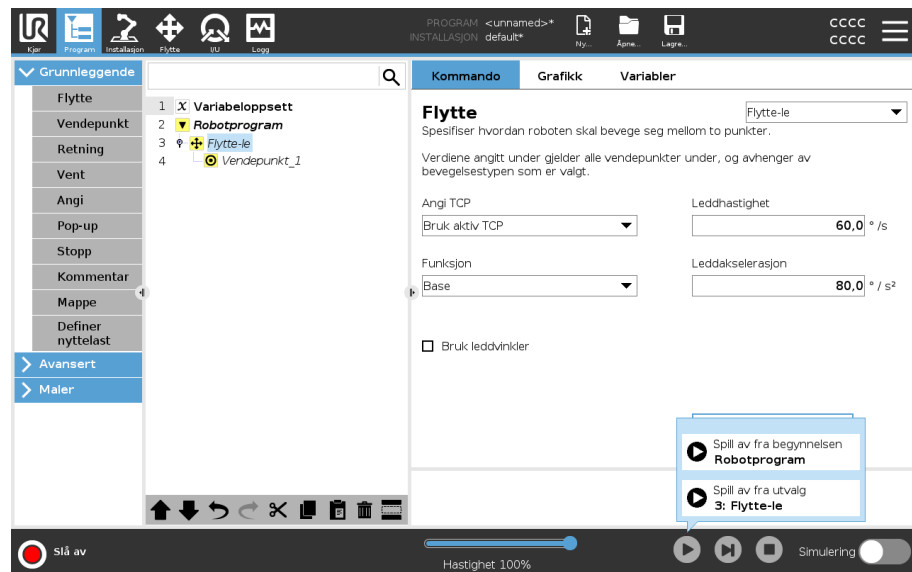 UR
PROGRAM <unnamed>*
INSTALLASJON default*
CCCC
CCCC
Kjør
Program
Installasjon
Flytte
I/U
Logg
Ny...
Åpne...
Lagre...
Grunnleggende
Flytte
Vendepunkt
Retning
Vent
Angi
Pop-up
Stopp
Kommentar
Mappe
Definer
nyttelast
Avansert
Maler
1 X Variabeloppsett
2 Robotprogram
3 Flytte-le
4 Vendepunkt_1
Kommando
Grafikk
Variabler
Flytte
Flytte-le
Spesifiser hvordan roboten skal bevege seg mellom to punkter.
Verdiene angitt under gjelder alle vendepunkter under, og avhenger av
bevegelsestypen som er valgt.
Angi TCP
Leddhastighet
Bruk aktiv TCP
60,0 °/s
Funksjon
Leddakselerasjon
Base
80,0 ° / s²
Bruk leddvinkler
Spill av fra begynnelsen
Robotprogram
Spill av fra utvalg
3: Flytte-le
Slå av
Hastighet 100%
Simulering